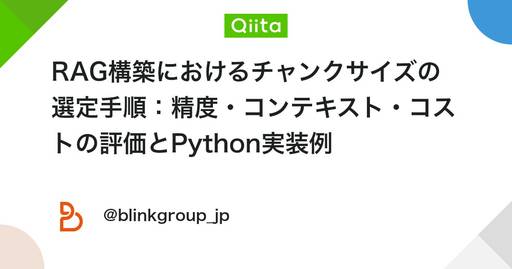 Qiita
RAG構築におけるチャンクサイズの
選定手順：精度・コンテキスト・コス
トの評価とPython実装例
@blinkgroup_jp